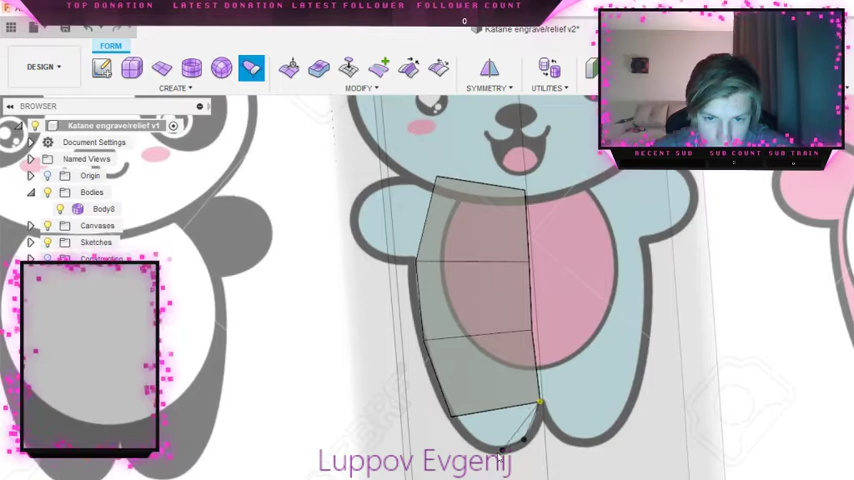 TOP DONATION LATEST DONATION LATEST FOLLOWER FOLLOWER COUNT
0
Katane engrave/relief v2*
FORM
DESIGN
CREATE
MODIFY
SYMMETRY
UTILITIES
BROWSER
Katane engrave/relief v1
Document Settings
Named Views
Origin
Bodies
Body8
Canvases
Sketches
RECENT SUB SUB COUNT SUB TRAIN
0
Luppov Evgenij